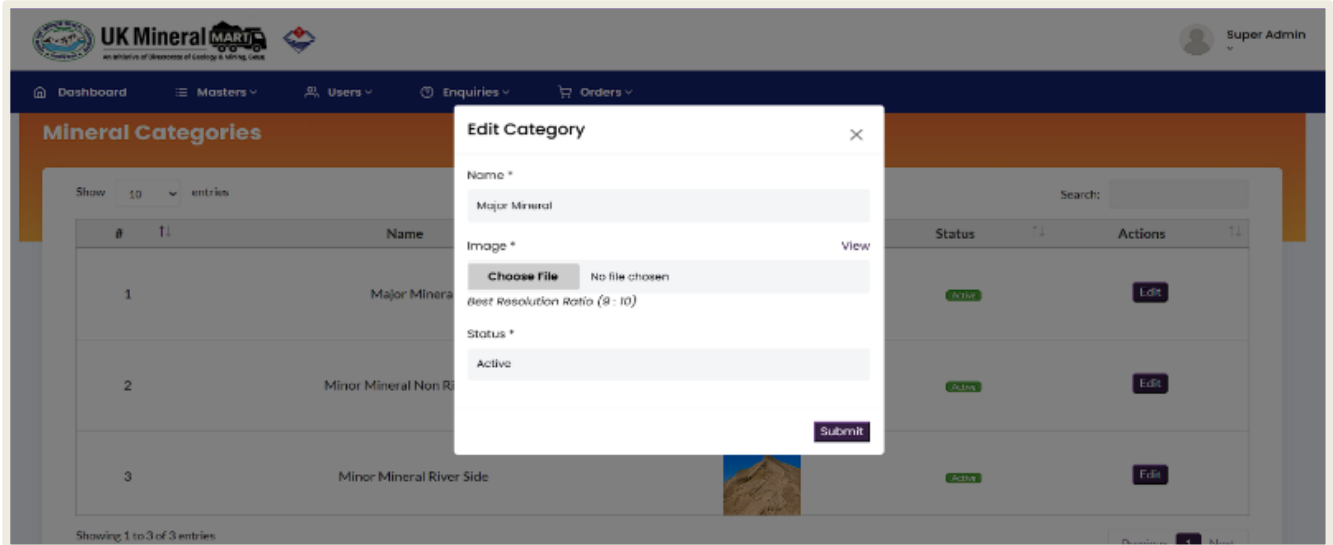 UK Mineral MART
Super Admin
Dashboard Masters Users Enquiries Orders
Mineral Categories
Edit Category
Name *
Major Mineral
Image * View
Choose File No file chosen
Best Resolution Ratio (9 : 10)
Status *
Active
Submit
Show 10 entries
Search:
# Name Status Actions
1 Major Minera Active Edit
2 Minor Mineral Non Ri Active Edit
3 Minor Mineral River Side Active Edit
Showing 1 to 3 of 3 entries
Previous 1 Next